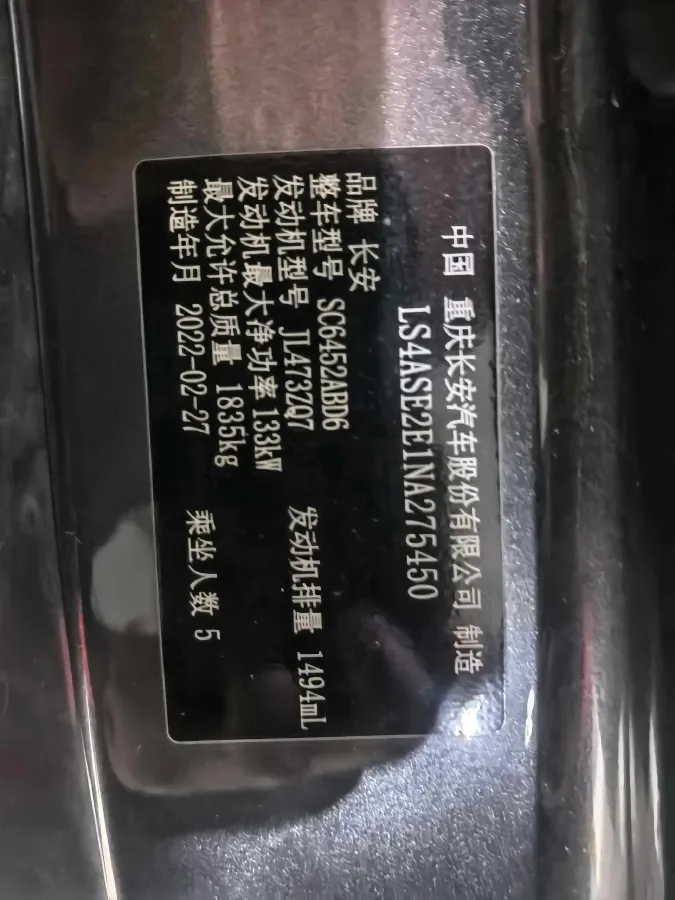 中国 重庆长安汽车股份有限公司 制造
LS4ASE2E1NA275450
品牌 长安
整车型号 SC6452ABD6
发动机型号 JL473ZQ7 发动机排量 1494mL
发动机最大净功率 133kW
最大允许总质量 1835kg
制造年月 2022-02-27 乘坐人数 5